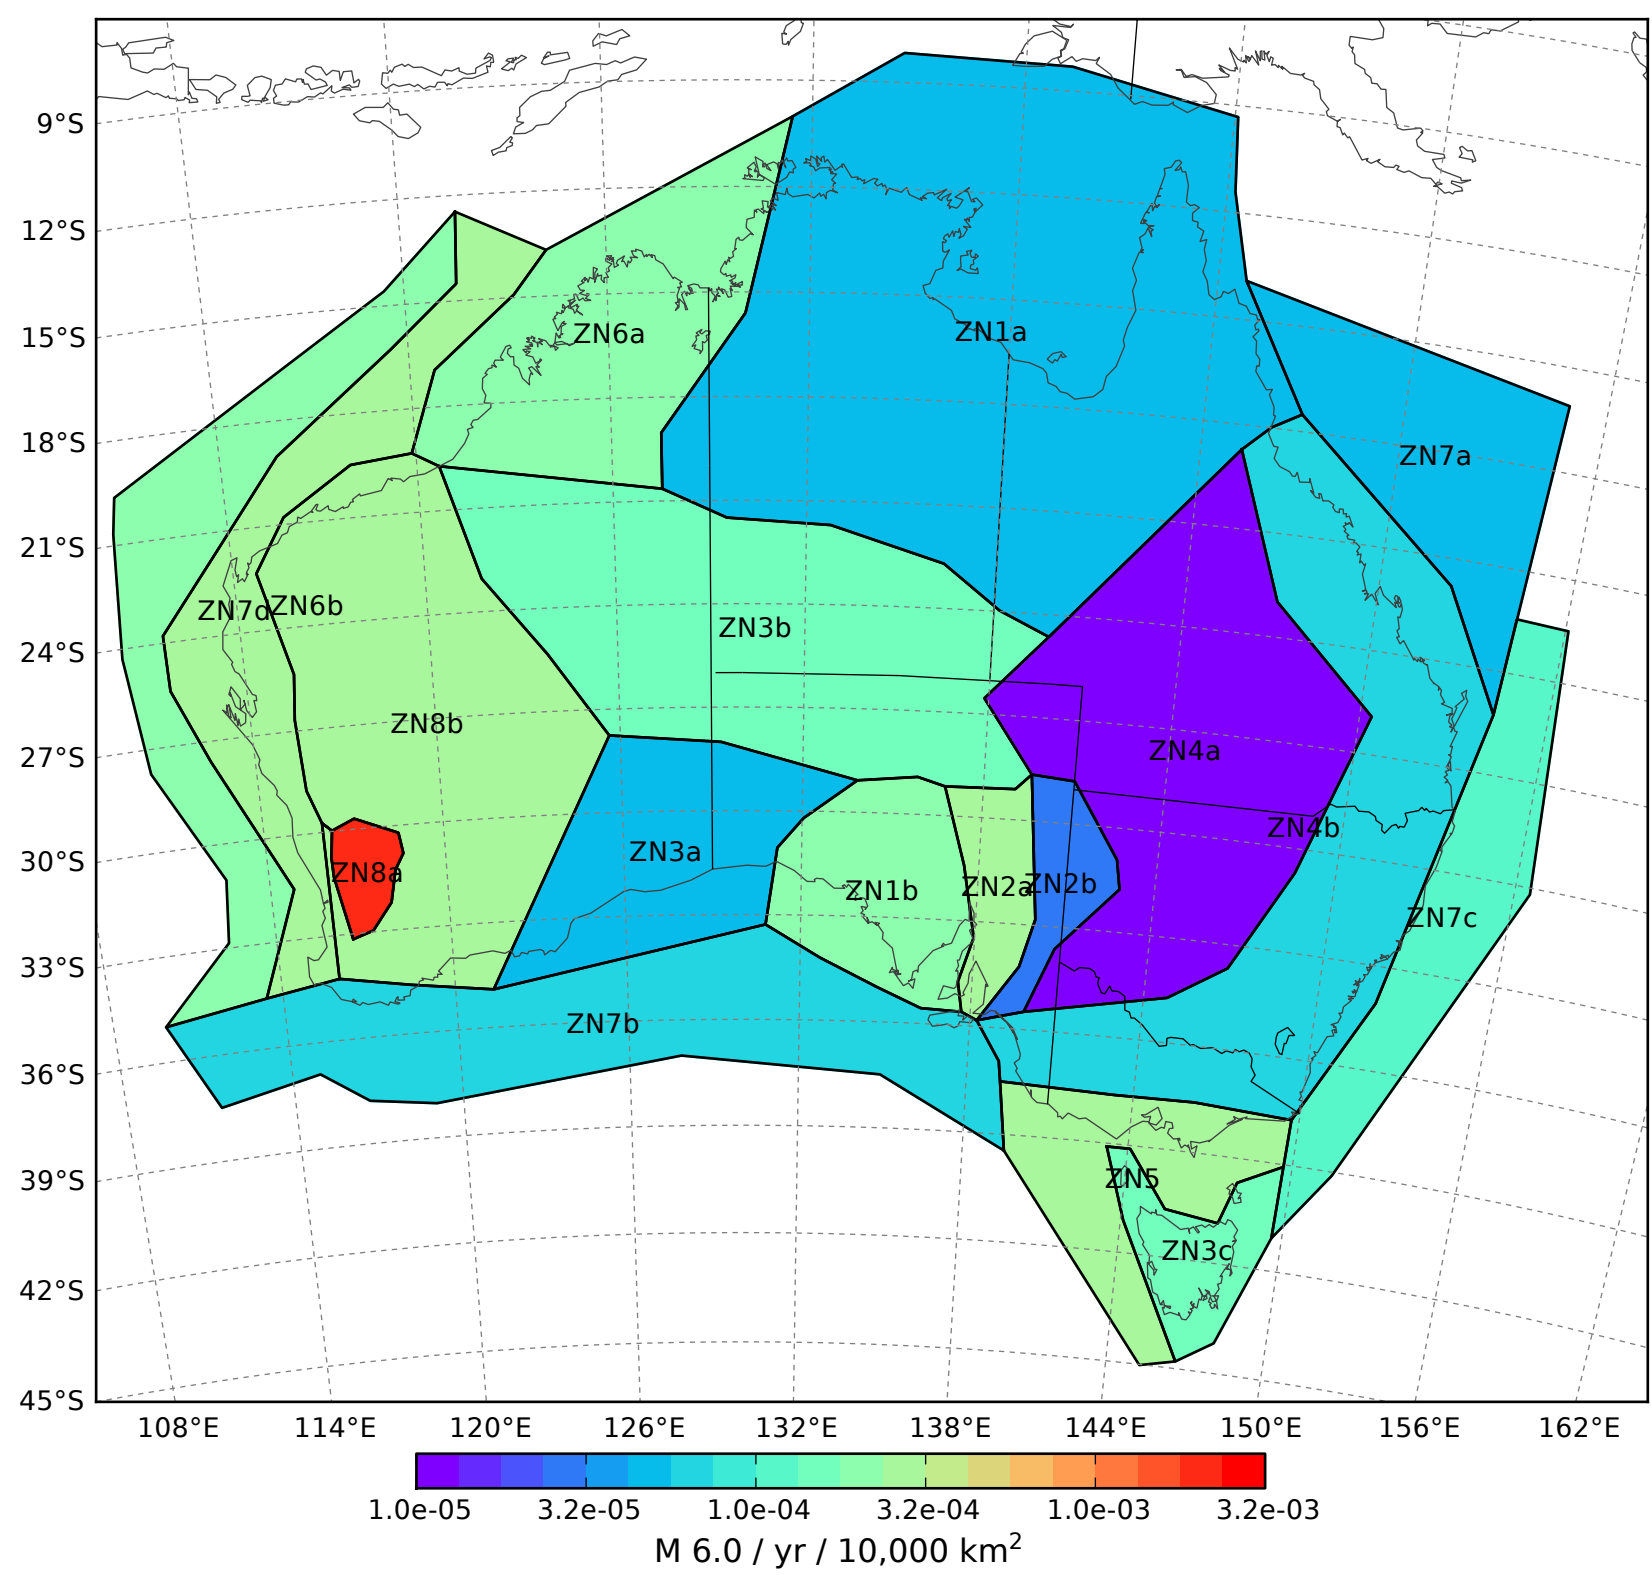 9°S
12°S
ZN6a
ZN1a
15°S
18°S
ZN7a
21°S
ZN7d
ZN6b
ZN3b
24°S
ZN8b
ZN4a
27°S
ZN4b
30°S
ZN8a
ZN3a
ZN1b
ZN2a
ZN2b
ZN7c
33°S
ZN7b
36°S
39°S
ZN5
ZN3c
42°S
45°S
108°E 114°E 120°E 126°E 132°E 138°E 144°E 150°E 156°E 162°E
1.0e-05 3.2e-05 1.0e-04 3.2e-04 1.0e-03 3.2e-03
M 6.0 / yr / 10,000 km²